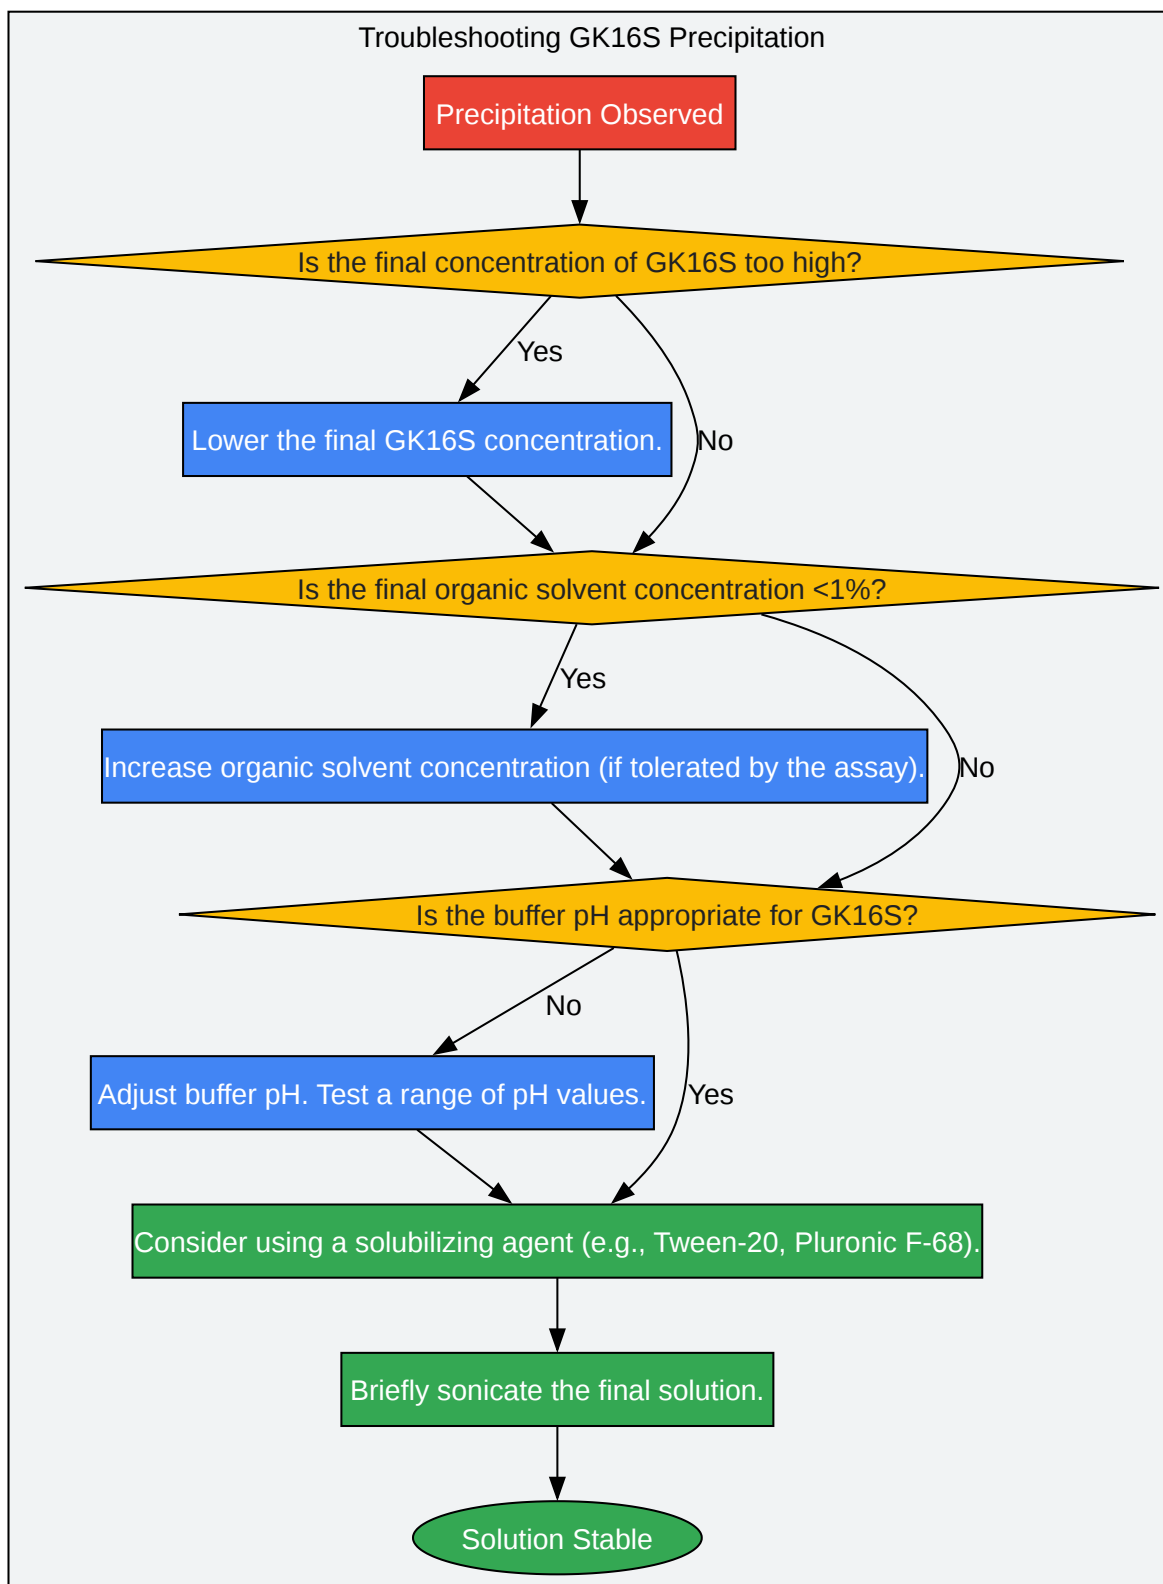 Troubleshooting GK16S Precipitation
Precipitation Observed
Is the final concentration of GK16S too high?
Yes
Lower the final GK16S concentration.
No
Is the final organic solvent concentration <1%?
Yes
Increase organic solvent concentration (if tolerated by the assay).
No
Is the buffer pH appropriate for GK16S?
No
Adjust buffer pH. Test a range of pH values.
Yes
Consider using a solubilizing agent (e.g., Tween-20, Pluronic F-68).
Briefly sonicate the final solution.
Solution Stable